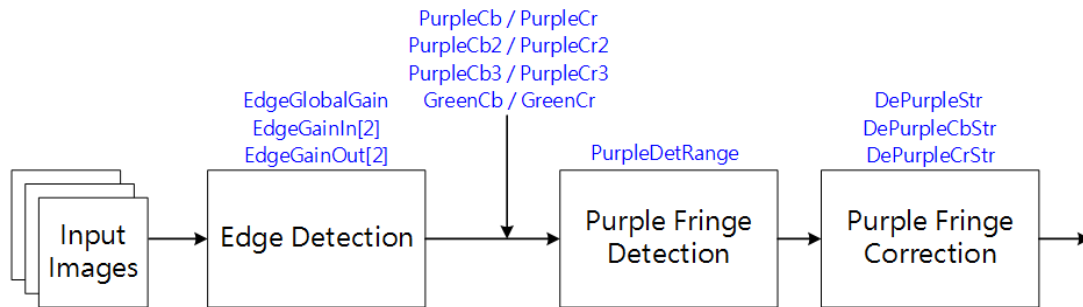 PurpleCb / PurpleCr
PurpleCb2 / PurpleCr2
PurpleCb3 / PurpleCr3
GreenCb / GreenCr
EdgeGlobalGain
EdgeGainIn[2]
EdgeGainOut[2]
PurpleDetRange
DePurpleStr
DePurpleCbStr
DePurpleCrStr
Input
Images
Edge Detection
Purple Fringe
Detection
Purple Fringe
Correction